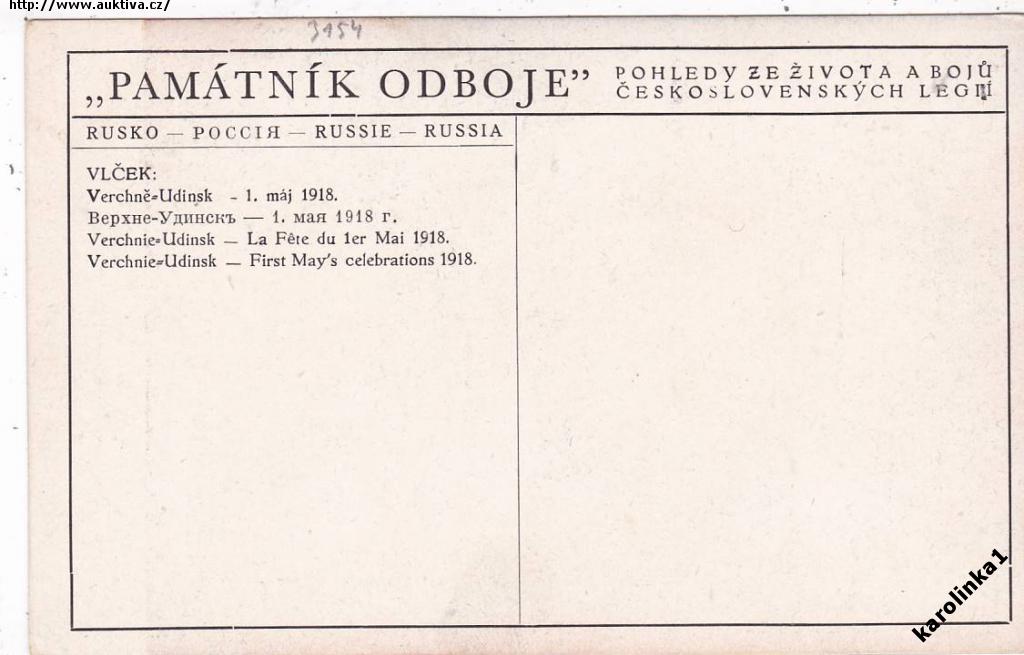 http://www.auktiva.cz/
3154
„PAMÁTNÍK ODBOJE”
POHLEDY ZE ŽIVOTA A BOJŮ
ČESKOSLOVENSKÝCH LEGIÍ
RUSKO — РОССІЯ — RUSSIE — RUSSIA
VLČEK:
Verchně-Udinsk - 1. máj 1918.
Верхне-Удинскъ — 1. мая 1918 г.
Verchnie-Udinsk — La Fête du 1er Mai 1918.
Verchnie-Udinsk — First May's celebrations 1918.
karolinka1